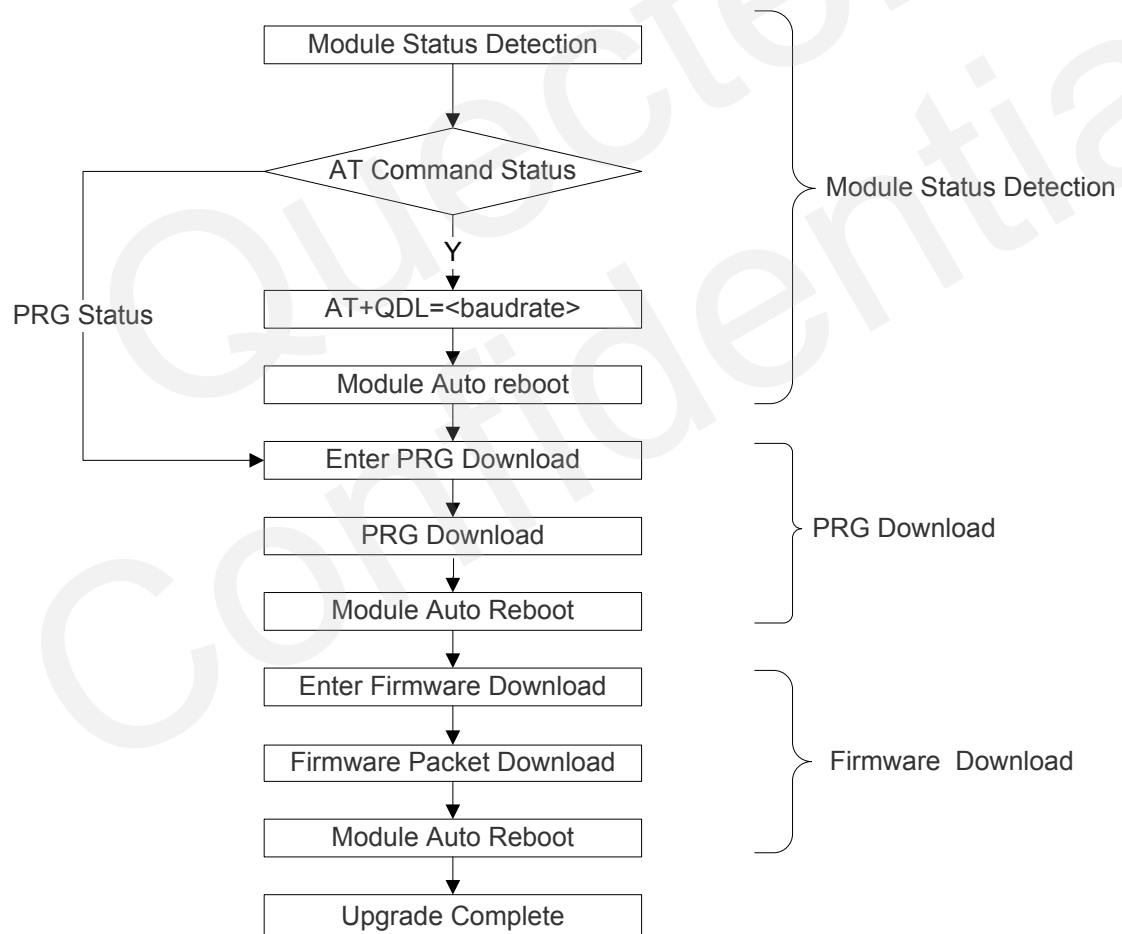 Module Status Detection
AT Command Status
Module Status Detection
Y
PRG Status
AT+QDL=<baudrate>
Module Auto reboot
Enter PRG Download
PRG Download
PRG Download
Module Auto Reboot
Enter Firmware Download
Firmware Packet Download
Firmware Download
Module Auto Reboot
Upgrade Complete
Quecte
Confidentia